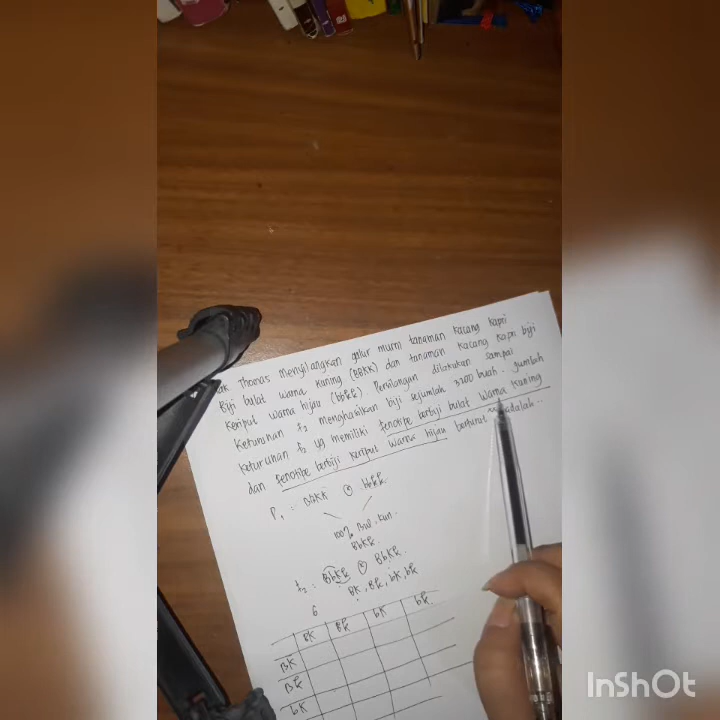 Thomas menyilangkan galur murni tanaman kacang kapri
Biji bulat warna kuning (BBKK) dan tanaman kacang kapri biji
keriput warna hijau (bbkk). Persilangan dilakukan sampai
keturunan f2 menghasilkan biji sejumlah 3200 buah. jumlah
keturunan f2 yg memiliki fenotipe berbiji bulat warna kuning
dan fenotipe berbiji keriput warna hijau berturut adalah..
P1 : BBKK bbkk
100% Bul-kun.
BbKk
f2 : BbKk BbKk
G BK, Bk, bK, bk
BK Bk bK bk
BK
Bk
bK
InShOt